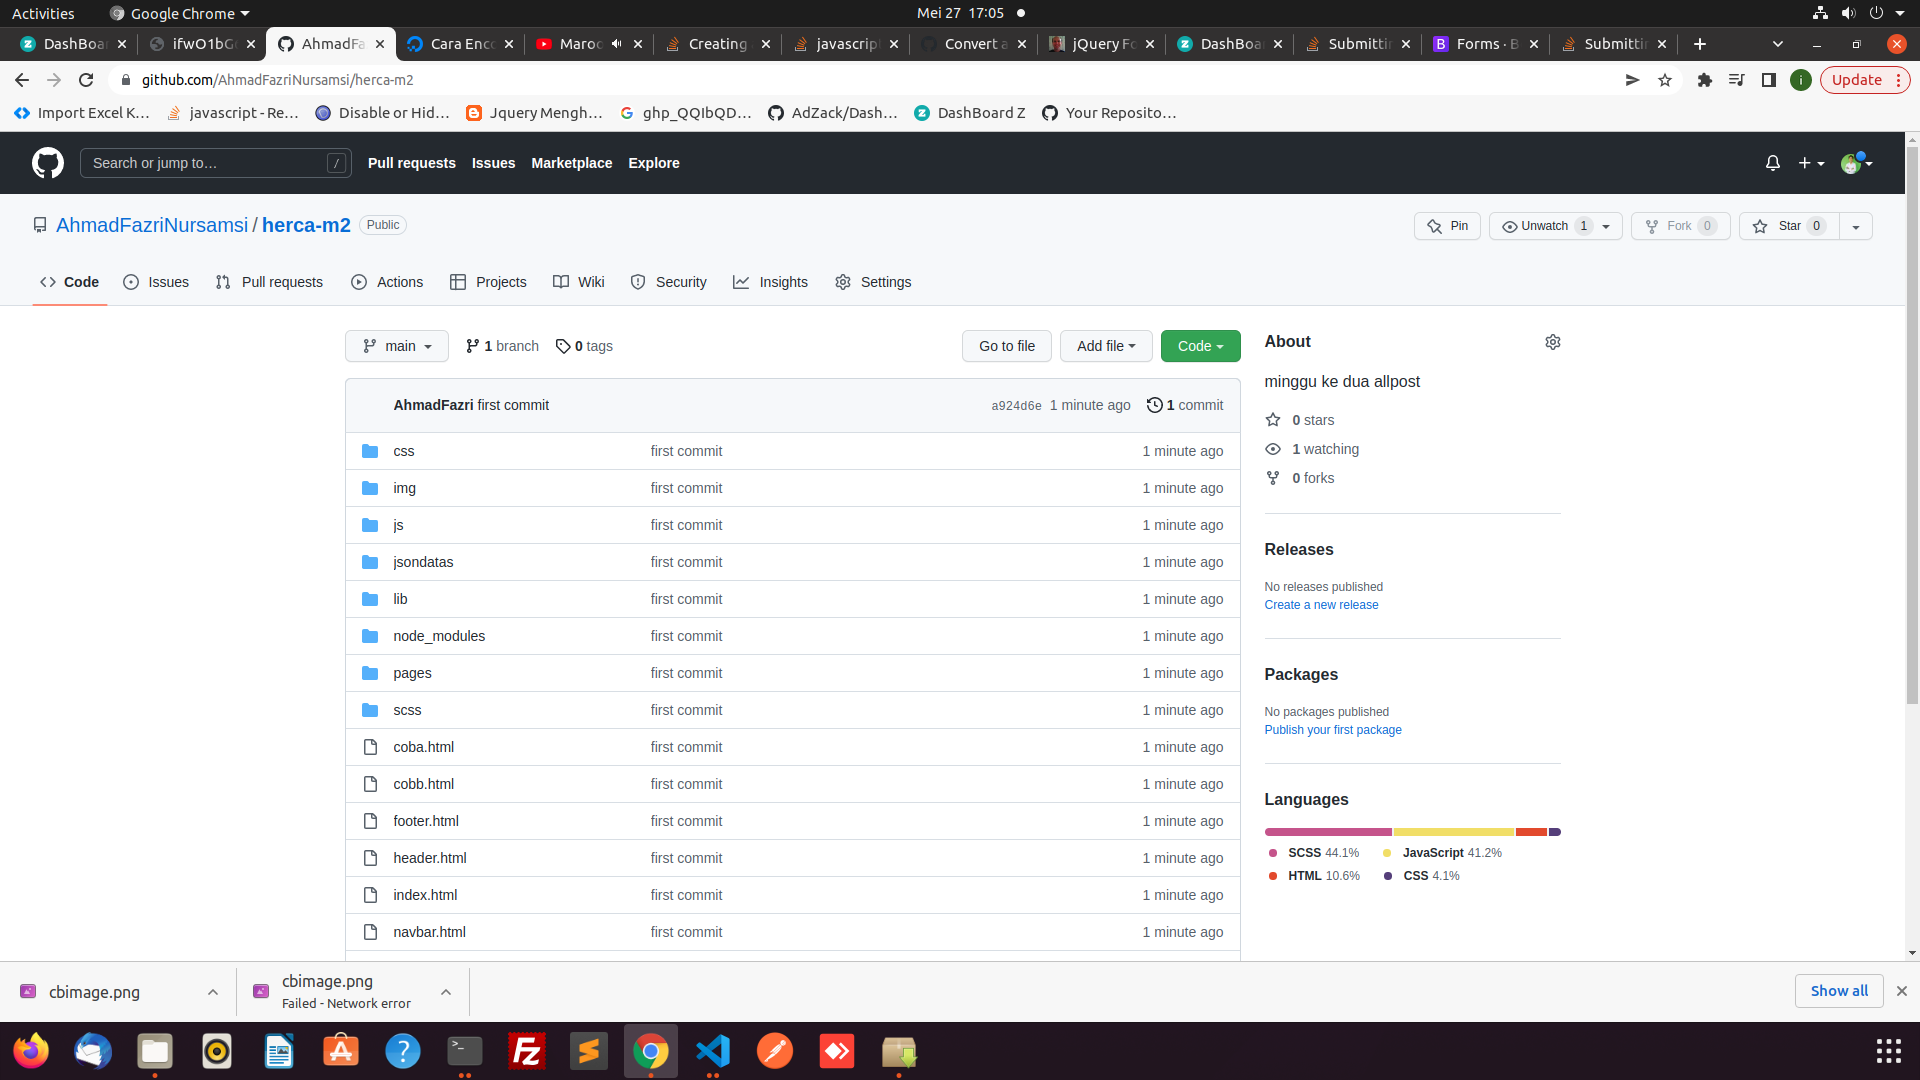 Activities
Google Chrome
Mei 27 17:05
DashBoa
ifwO1bG
AhmadFa
Cara Enc
Maroo
Creating
javascrip
Convert a
jQuery Fo
DashBoa
Submittin
Forms · B
Submittin
github.com/AhmadFazriNursamsi/herca-m2
i
Update
Import Excel K…
javascript - Re…
Disable or Hid…
Jquery Mengh…
ghp_QQIbQD…
AdZack/Dash…
DashBoard Z
Your Reposito…
Search or jump to…
/
Pull requests
Issues
Marketplace
Explore
AhmadFazriNursamsi / herca-m2
Public
Pin
Unwatch 1
Fork 0
Star 0
Code
Issues
Pull requests
Actions
Projects
Wiki
Security
Insights
Settings
main
1 branch
0 tags
Go to file
Add file
Code
AhmadFazri first commit
a924d6e 1 minute ago
1 commit
css first commit 1 minute ago
img first commit 1 minute ago
js first commit 1 minute ago
jsondatas first commit 1 minute ago
lib first commit 1 minute ago
node_modules first commit 1 minute ago
pages first commit 1 minute ago
scss first commit 1 minute ago
coba.html first commit 1 minute ago
cobb.html first commit 1 minute ago
footer.html first commit 1 minute ago
header.html first commit 1 minute ago
index.html first commit 1 minute ago
navbar.html first commit 1 minute ago
About
minggu ke dua allpost
0 stars
1 watching
0 forks
Releases
No releases published
Create a new release
Packages
No packages published
Publish your first package
Languages
SCSS 44.1%
JavaScript 41.2%
HTML 10.6%
CSS 4.1%
cbimage.png
cbimage.png
Failed - Network error
Show all